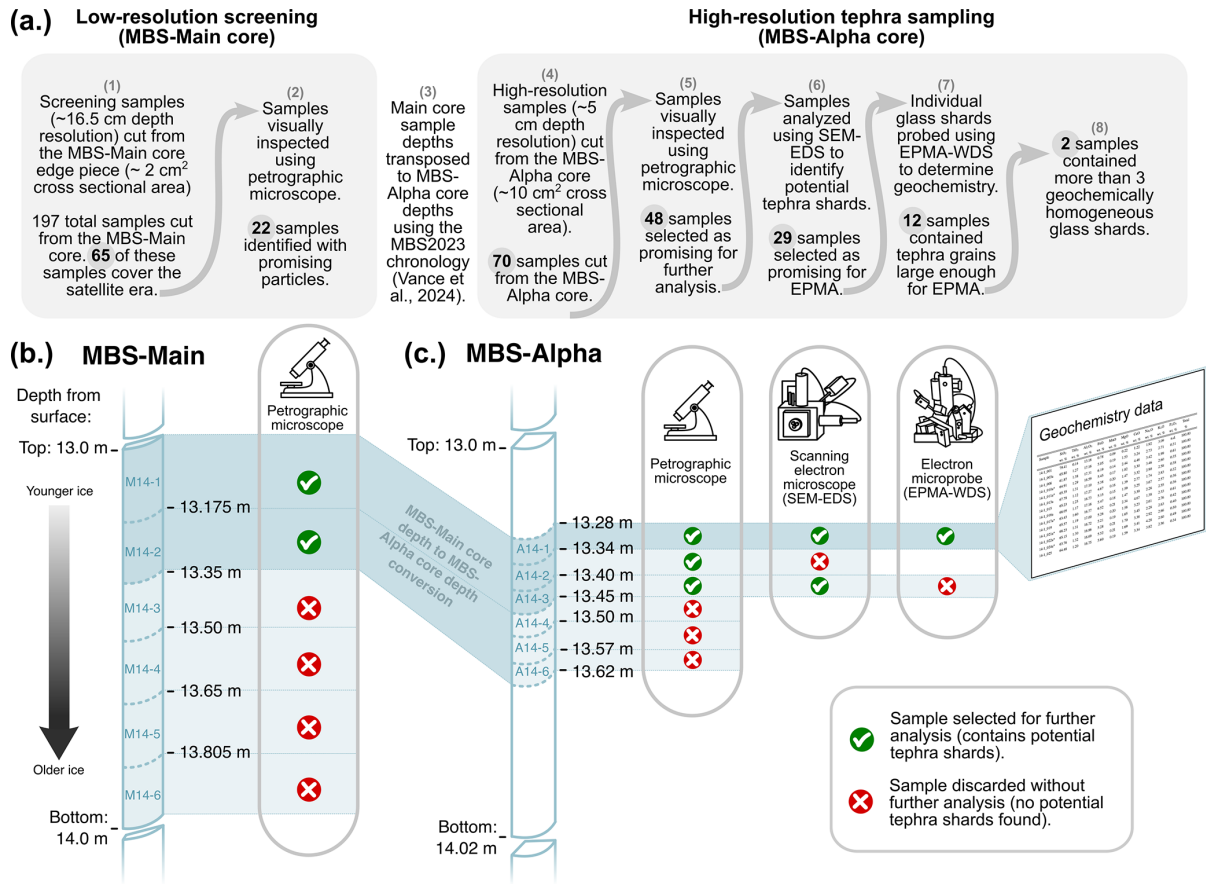 (a.)
Low-resolution screening
(MBS-Main core)
High-resolution tephra sampling
(MBS-Alpha core)
(1)
Screening samples
(~16.5 cm depth
resolution) cut from
the MBS-Main core
edge piece (~ 2 cm²
cross sectional area)
197 total samples cut
from the MBS-Main
core. 65 of these
samples cover the
satellite era.
(2)
Samples
visually
inspected
using
petrographic
microscope.
22 samples
identified with
promising
particles.
(3)
Main core
sample
depths
transposed
to MBS-
Alpha core
depths
using the
MBS2023
chronology
(Vance et
al., 2024).
(4)
High-resolution
samples (~5
cm depth
resolution) cut
from the MBS-
Alpha core
(~10 cm² cross
sectional
area).
70 samples cut
from the MBS-
Alpha core.
(5)
Samples
visually
inspected
using
petrographic
microscope.
48 samples
selected as
promising for
further
analysis.
(6)
Samples
analyzed
using SEM-
EDS to
identify
potential
tephra shards.
29 samples
selected as
promising for
EPMA.
(7)
Individual
glass shards
probed using
EPMA-WDS
to determine
geochemistry.
12 samples
contained
tephra grains
large enough
for EPMA.
(8)
2 samples
contained
more than 3
geochemically
homogeneous
glass shards.
(b.)
MBS-Main
Depth from
surface:
Top: 13.0 m
Younger ice
Older ice
M14-1
13.175 m
M14-2
13.35 m
M14-3
13.50 m
M14-4
13.65 m
M14-5
13.805 m
M14-6
Bottom:
14.0 m
Petrographic
microscope
MBS-Main core
depth to MBS-
Alpha core depth
conversion
(c.)
MBS-Alpha
Top: 13.0 m
13.28 m
A14-1
13.34 m
A14-2
13.40 m
A14-3
13.45 m
A14-4
13.50 m
A14-5
13.57 m
A14-6
13.62 m
Bottom:
14.02 m
Petrographic
microscope
Scanning
electron
microscope
(SEM-EDS)
Electron
microprobe
(EPMA-WDS)
Geochemistry data
Sample selected for further
analysis (contains potential
tephra shards).
Sample discarded without
further analysis (no potential
tephra shards found).